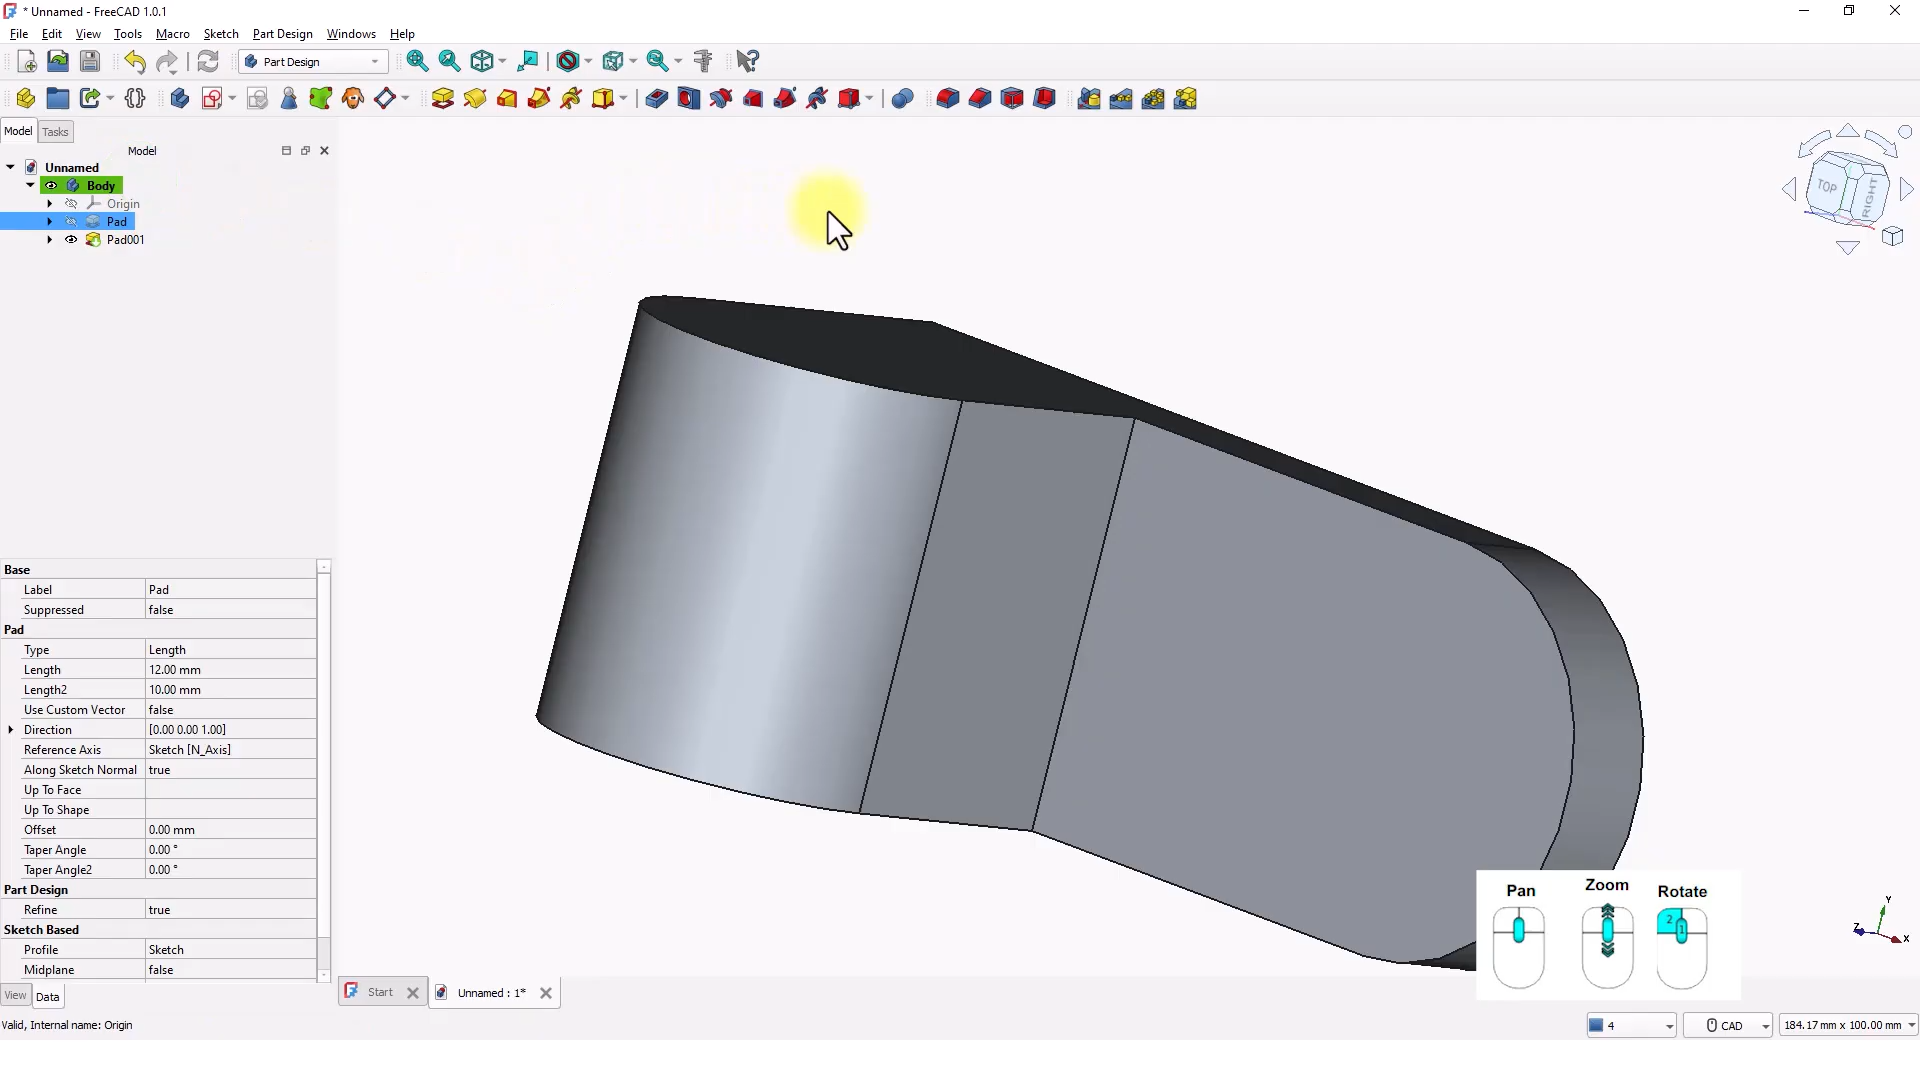 * Unnamed - FreeCAD 1.0.1
File Edit View Tools Macro Sketch Part Design Windows Help
Part Design
Model Tasks
Model
Unnamed
Body
Origin
Pad
Pad001
TOP
RIGHT
Base
Label Pad
Suppressed false
Pad
Type Length
Length 12.00 mm
Length2 10.00 mm
Use Custom Vector false
Direction [0.00 0.00 1.00]
Reference Axis Sketch [N_Axis]
Along Sketch Normal true
Up To Face
Up To Shape
Offset 0.00 mm
Taper Angle 0.00 °
Taper Angle2 0.00 °
Part Design
Refine true
Sketch Based
Profile Sketch
Midplane false
View Data
Start
Unnamed : 1*
Pan Zoom Rotate
2
1
Y
Z
X
Valid, Internal name: Origin
4
CAD
184.17 mm x 100.00 mm